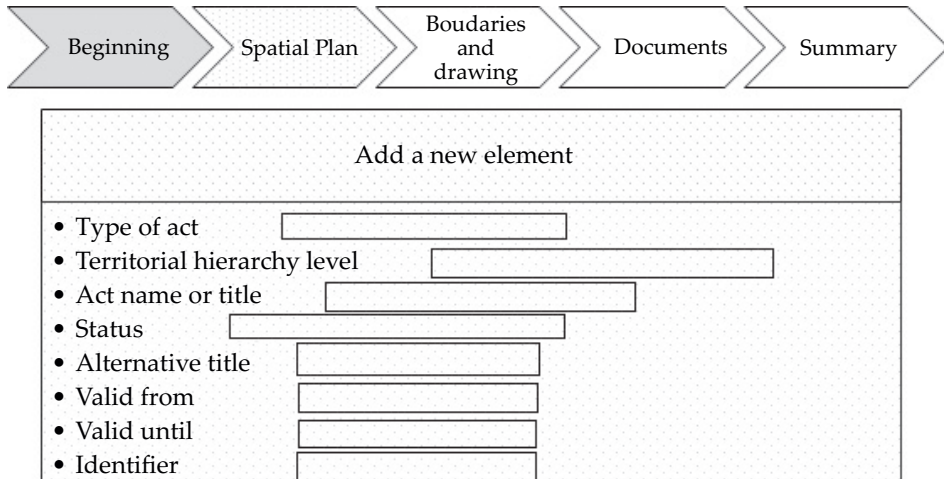 Beginning
Spatial Plan
Boudaries
and
drawing
Documents
Summary
Add a new element
• Type of act
• Territorial hierarchy level
• Act name or title
• Status
• Alternative title
• Valid from
• Valid until
• Identifier